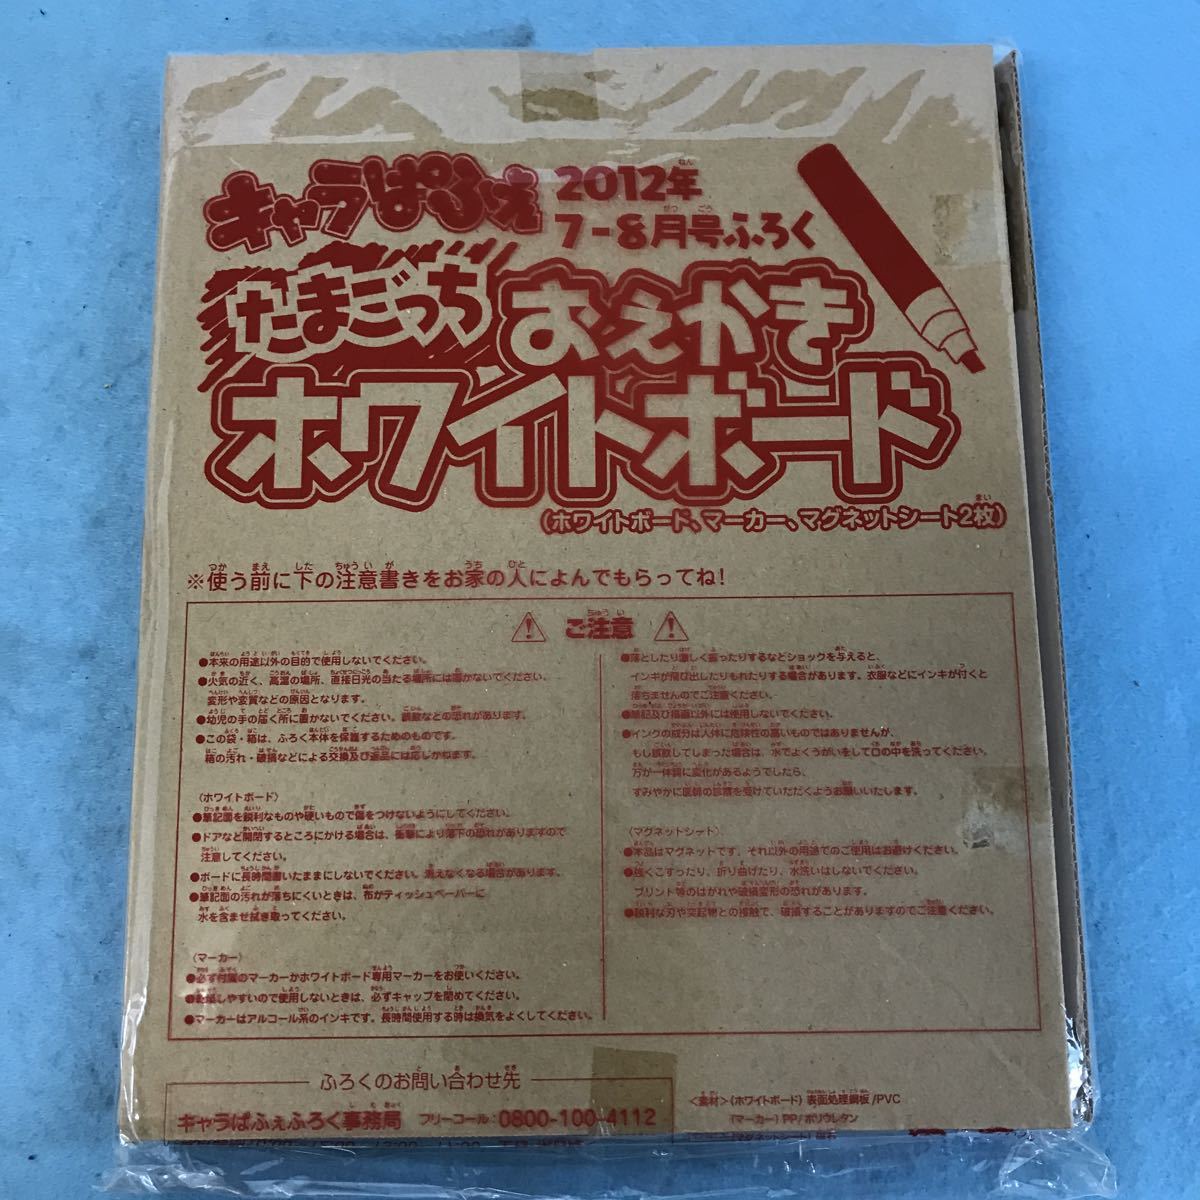 キャラぱふぇ 2012年
7-8月号ふろく
たまごっち おえかき
ホワイトボード
(ホワイトボード、マーカー、マグネットシート2枚)
※使う前に下の注意書きをお家の人によんでもらってね!
ご注意
●本来の用途以外の目的で使用しないでください。
●火気の近く、高温の場所、直接日光の当たる場所には置かないでください。
変形や変質などの原因となります。
●幼児の手の届く所に置かないでください。誤飲などの恐れがあります。
●この袋・箱は、ふろく本体を保護するためのものです。
箱の汚れ・破損などによる交換及び返品には応じかねます。
〈ホワイトボード〉
●筆記面を鋭利なものや硬いもので傷をつけないようにしてください。
●ドアなど開閉するところにかける場合は、衝撃により落下の恐れがありますので
注意してください。
●ボードに長時間書いたままにしないでください。消えなくなる場合があります。
●筆記面の汚れが落ちにくいときは、布かティッシュペーパーに
水を含ませ拭き取ってください。
〈マーカー〉
●必ず付属のマーカーかホワイトボード専用マーカーをお使いください。
●乾燥しやすいので使用しないときは、必ずキャップを閉めてください。
●マーカーはアルコール系のインキです。長時間使用する時は換気をよくしてください。
●落としたり激しく振ったりするなどショックを与えると、
インキが飛び出したりもれたりする場合があります。衣服などにインキが付くと
落ちませんのでご注意ください。
●筆記及び描画以外には使用しないでください。
●インクの成分は人体に危険性の高いものではありませんが、
もし誤飲してしまった場合は、水でよくうがいをして口の中を洗ってください。
万が一体調に変化があるようでしたら、
すみやかに医師の診察を受けていただくようお願いいたします。
〈マグネットシート〉
●本品はマグネットです。それ以外の用途でのご使用はお避けください。
●強くこすったり、折り曲げたり、水洗いはしないでください。
プリント等のはがれや破損変形の恐れがあります。
●鋭利な刃や突起物との接触で、破損することがありますのでご注意ください。
ふろくのお問い合わせ先
キャラぱふぇふろく事務局 フリーコール:0800-100-4112
<素材>(ホワイトボード) 表面処理鋼板/PVC
(マーカー) PP/ポリウレタン